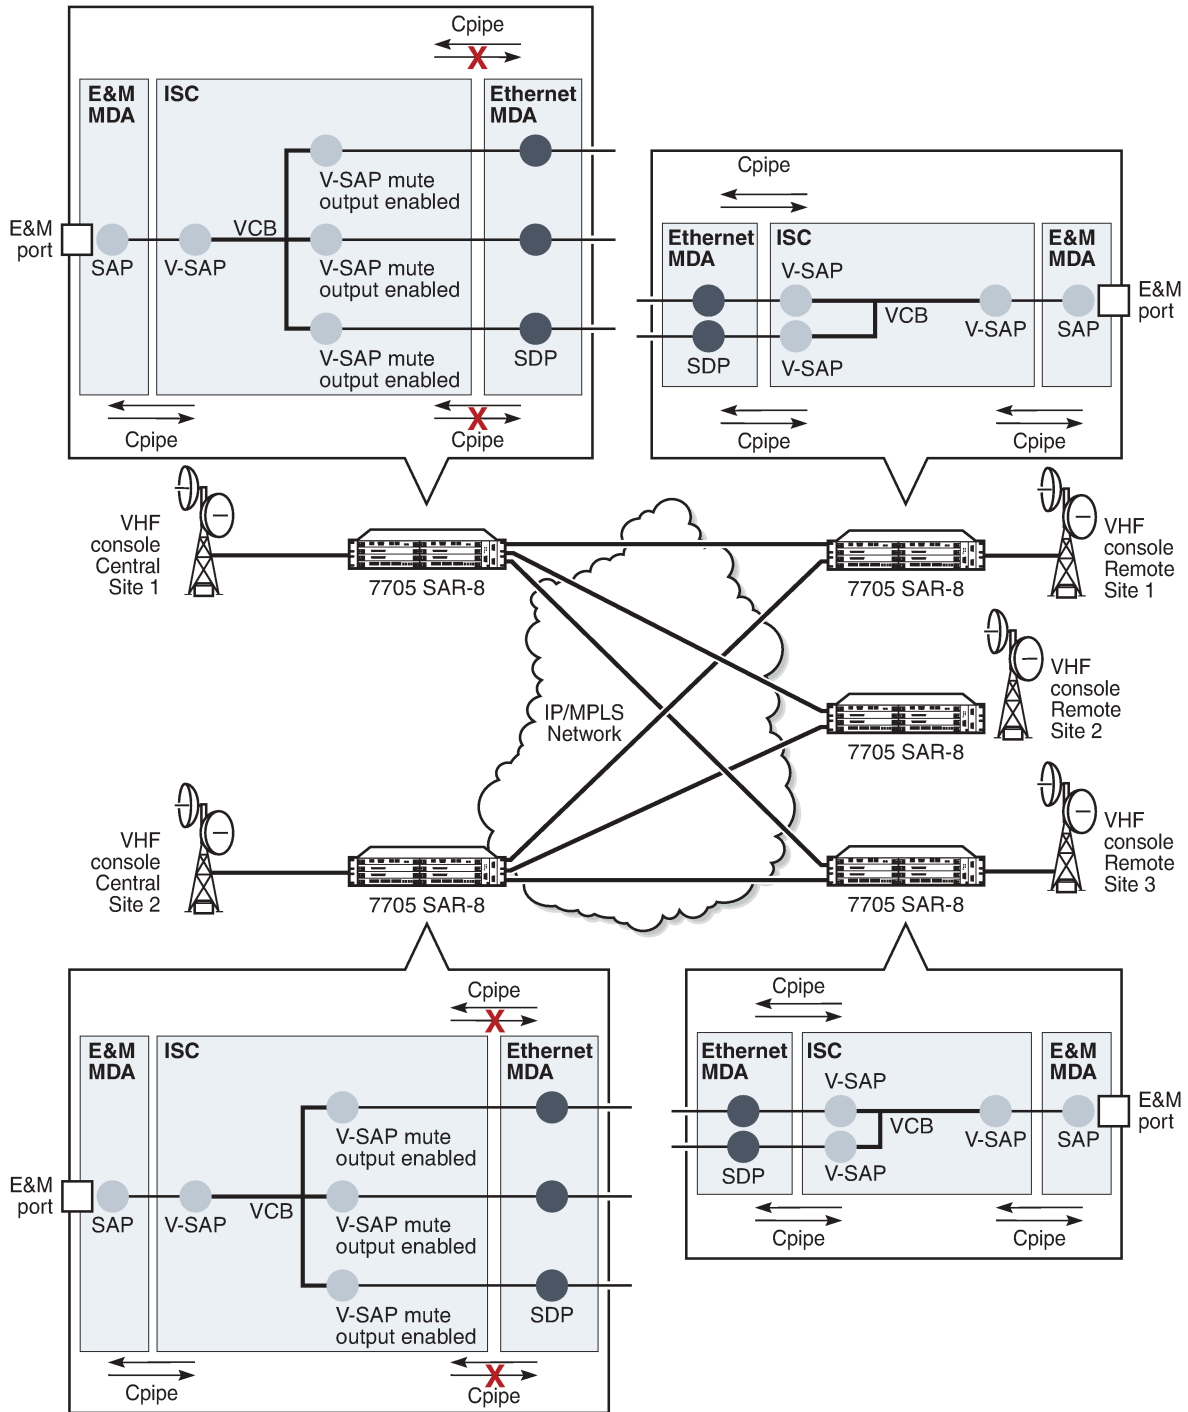 Cpipe
E&M
MDA
ISC
Ethernet
MDA
V-SAP mute
output enabled
E&M
port
SAP
V-SAP
VCB
V-SAP mute
output enabled
V-SAP mute
output enabled
SDP
Cpipe
Cpipe
Cpipe
Ethernet
MDA
ISC
E&M
MDA
V-SAP
E&M
port
VCB
V-SAP
SAP
SDP
V-SAP
Cpipe
Cpipe
VHF
console
Central
Site 1
7705 SAR-8
7705 SAR-8
VHF
console
Remote
Site 1
IP/MPLS
Network
7705 SAR-8
VHF
console
Remote
Site 2
VHF
console
Central
Site 2
7705 SAR-8
7705 SAR-8
VHF
console
Remote
Site 3
Cpipe
E&M
MDA
ISC
Ethernet
MDA
V-SAP mute
output enabled
E&M
port
SAP
V-SAP
VCB
V-SAP mute
output enabled
V-SAP mute
output enabled
SDP
Cpipe
Cpipe
Cpipe
Ethernet
MDA
ISC
E&M
MDA
V-SAP
E&M
port
VCB
V-SAP
SAP
SDP
V-SAP
Cpipe
Cpipe